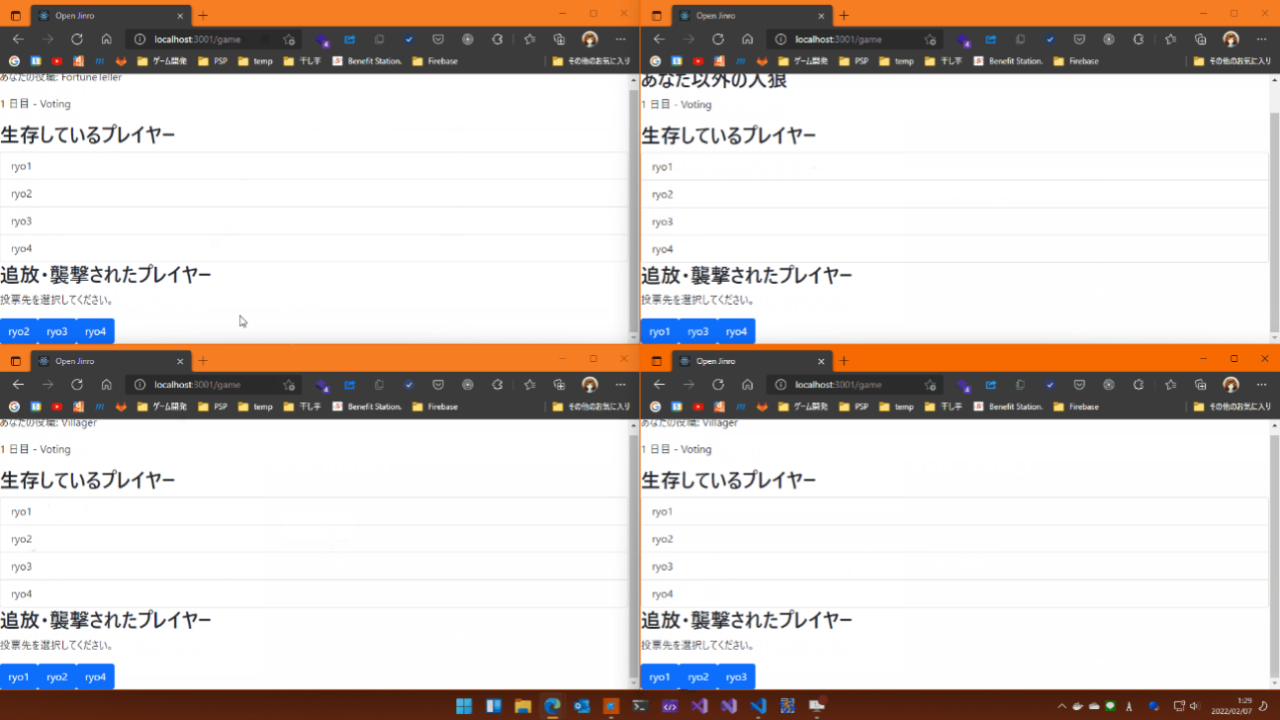 Open Jinro
localhost:3001/game
ゲーム開発 PSP temp 干し芋 Benefit Station. Firebase その他のお気に入り
あなたの役職: FortuneTeller
1 日目 - Voting
生存しているプレイヤー
ryo1
ryo2
ryo3
ryo4
追放・襲撃されたプレイヤー
投票先を選択してください。
ryo2 ryo3 ryo4
Open Jinro
localhost:3001/game
ゲーム開発 PSP temp 干し芋 Benefit Station. Firebase その他のお気に入り
あなた以外の人狼
1 日目 - Voting
生存しているプレイヤー
ryo1
ryo2
ryo3
ryo4
追放・襲撃されたプレイヤー
投票先を選択してください。
ryo1 ryo3 ryo4
Open Jinro
localhost:3001/game
ゲーム開発 PSP temp 干し芋 Benefit Station. Firebase その他のお気に入り
あなたの役職: Villager
1 日目 - Voting
生存しているプレイヤー
ryo1
ryo2
ryo3
ryo4
追放・襲撃されたプレイヤー
投票先を選択してください。
ryo1 ryo2 ryo4
Open Jinro
localhost:3001/game
ゲーム開発 PSP temp 干し芋 Benefit Station. Firebase その他のお気に入り
あなたの役職: Villager
1 日目 - Voting
生存しているプレイヤー
ryo1
ryo2
ryo3
ryo4
追放・襲撃されたプレイヤー
投票先を選択してください。
ryo1 ryo2 ryo3
1:29
2022/02/07